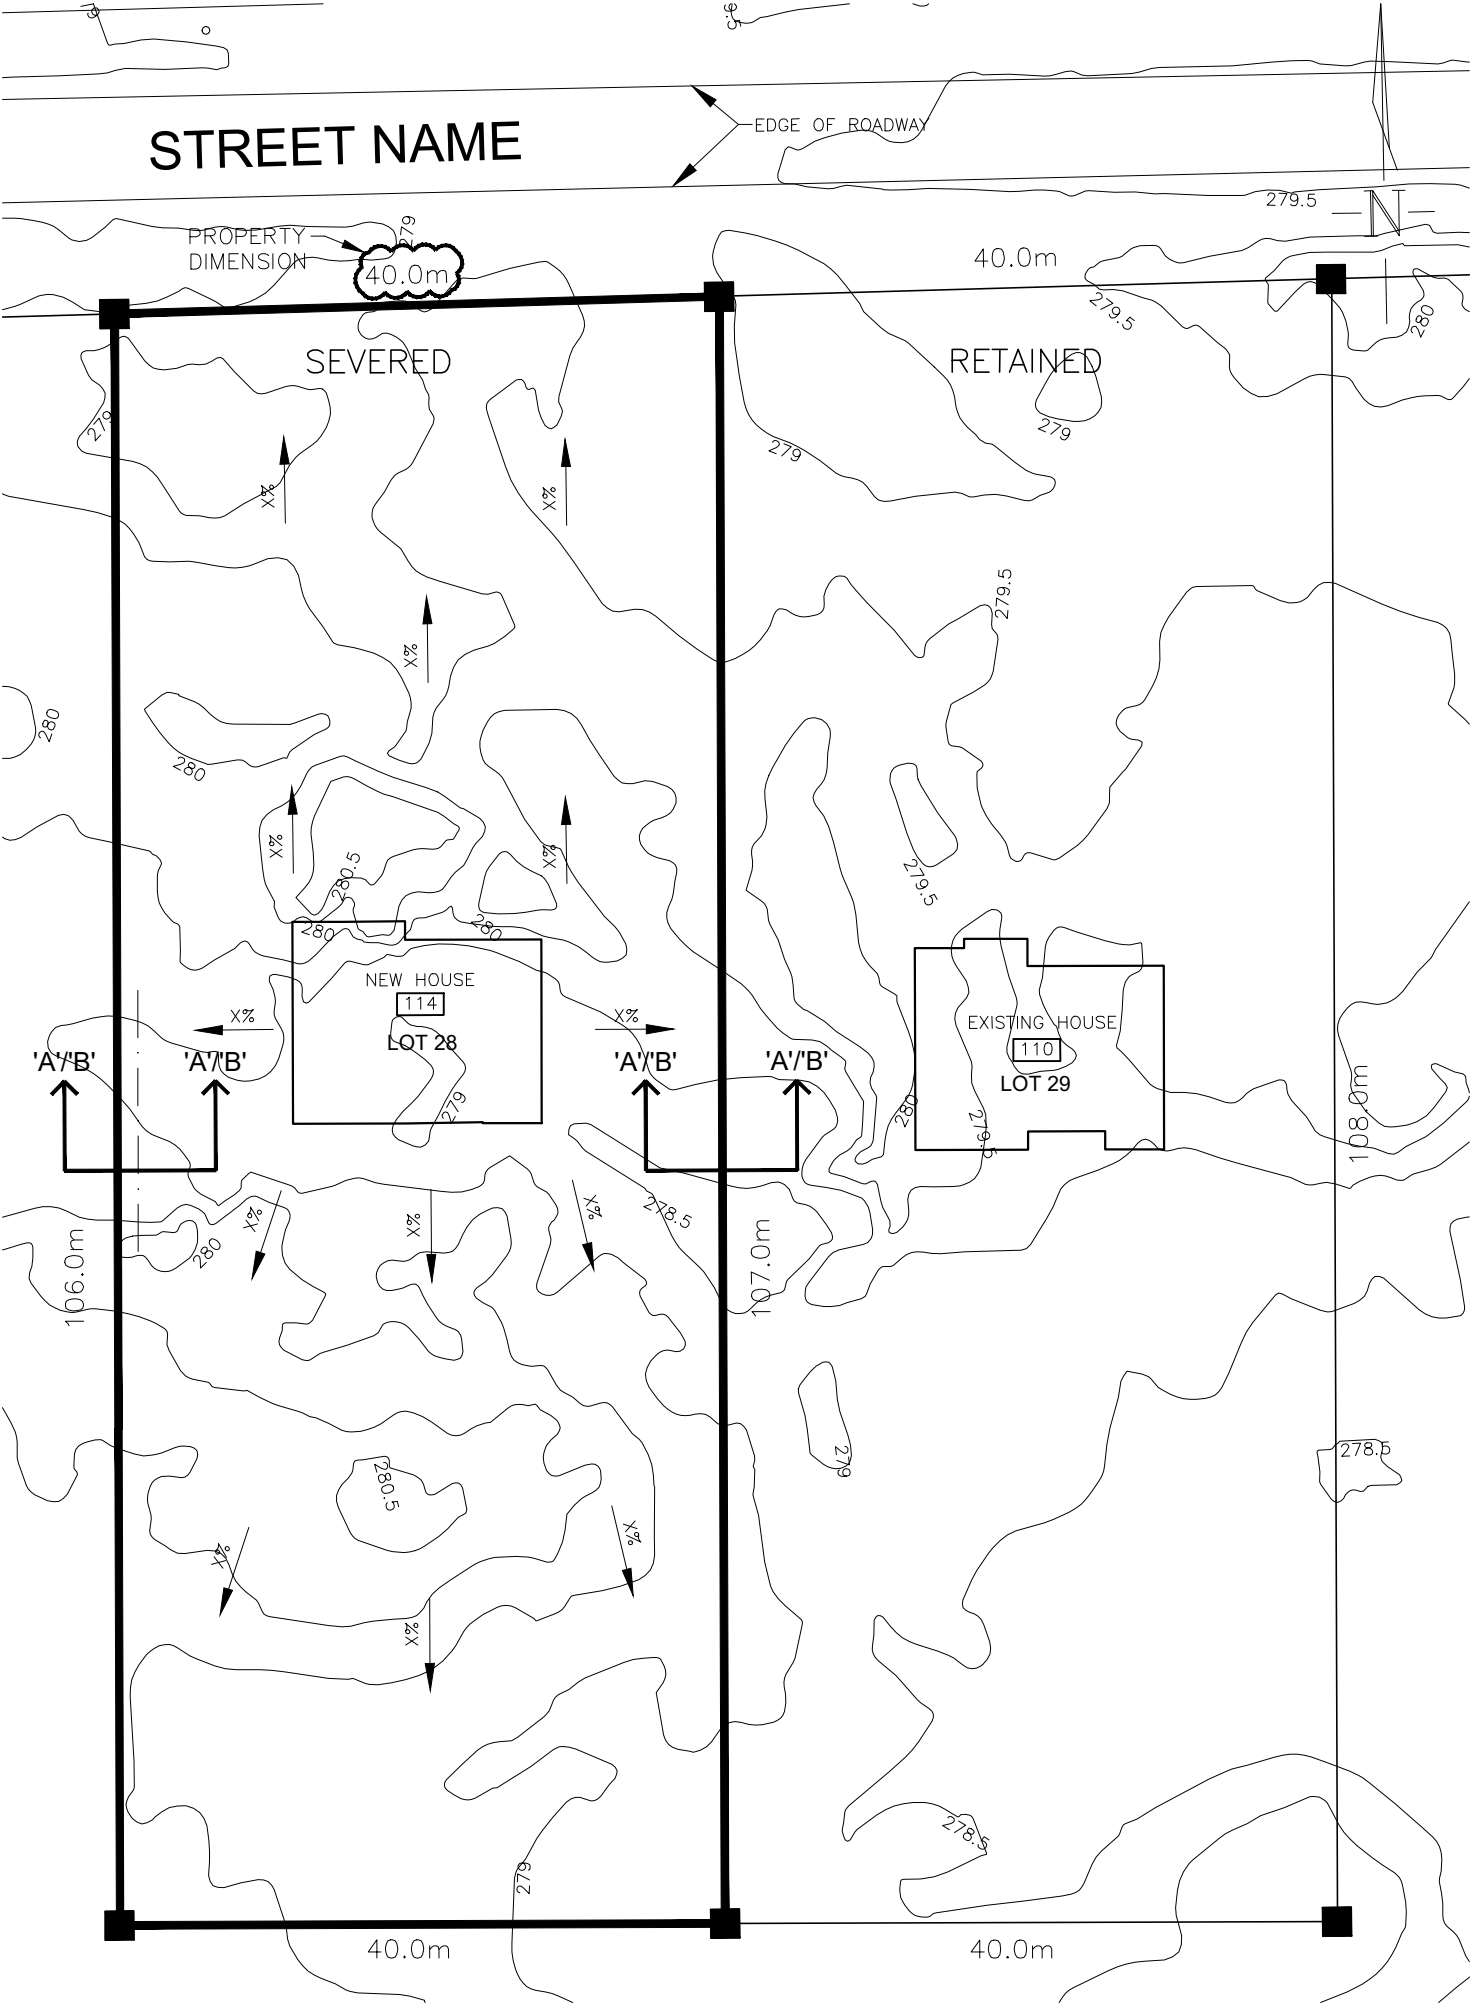 9
9.5
EDGE OF ROADWAY
STREET NAME
279.5
N
PROPERTY
DIMENSION
279
40.0m
40.0m
279.5
280
SEVERED
RETAINED
279
279
279
X%
X%
279.5
X%
280
280
X%
X%
280.5
279.5
280
280
NEW HOUSE
114
LOT 28
X%
X%
EXISTING HOUSE
110
LOT 29
'A'/'B'
'A'/'B'
'A'/'B'
'A'/'B'
279
280
279.5
108.0m
X%
X%
X%
278.5
280
106.0m
107.0m
280.5
279
278.5
X%
X%
X%
278.5
279
40.0m
40.0m